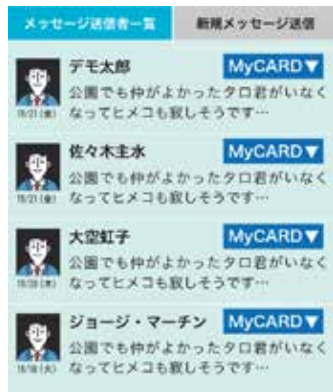 メッセージ送信者一覧
新規メッセージ送信
デモ太郎
MyCARD▼
公園でも仲がよかったタロ君がいなく
なってヒメコも寂しそうです…
佐々木主水
MyCARD▼
公園でも仲がよかったタロ君がいなく
なってヒメコも寂しそうです…
大空虹子
MyCARD▼
公園でも仲がよかったタロ君がいなく
なってヒメコも寂しそうです…
ジョージ・マーチン
MyCARD▼
公園でも仲がよかったタロ君がいなく
なってヒメコも寂しそうです…